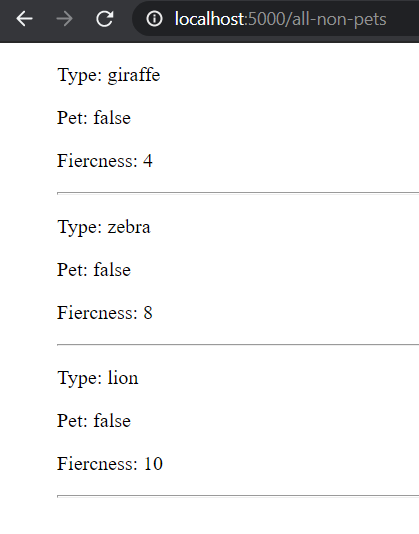 localhost:5000/all-non-pets
Type: giraffe
Pet: false
Fiercness: 4
Type: zebra
Pet: false
Fiercness: 8
Type: lion
Pet: false
Fiercness: 10